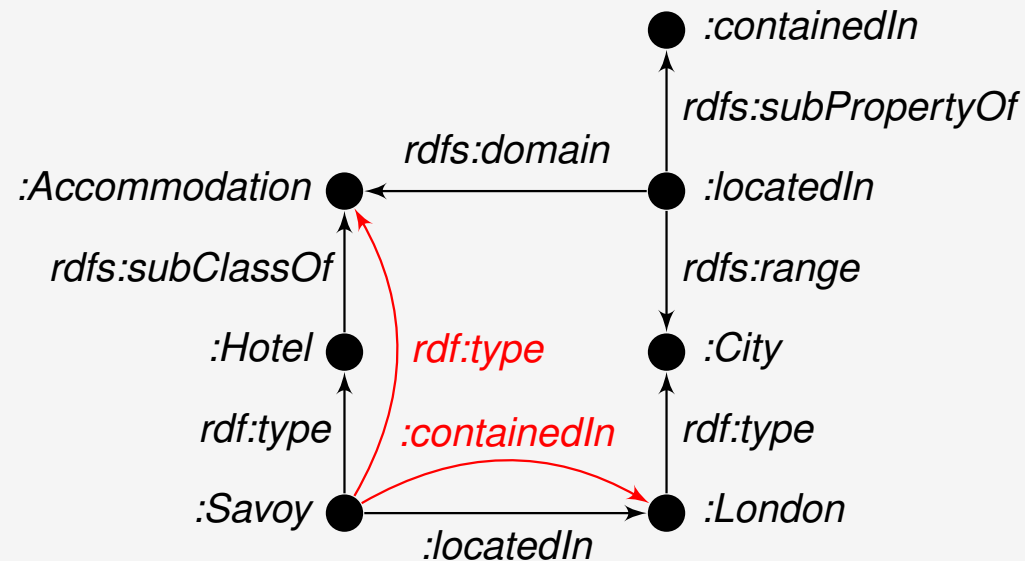 :containedIn
rdfs:subPropertyOf
rdfs:domain
:Accommodation
:locatedIn
rdfs:subClassOf
rdfs:range
:Hotel
rdf:type
:City
rdf:type
:containedIn
rdf:type
:Savoy
:London
:locatedIn